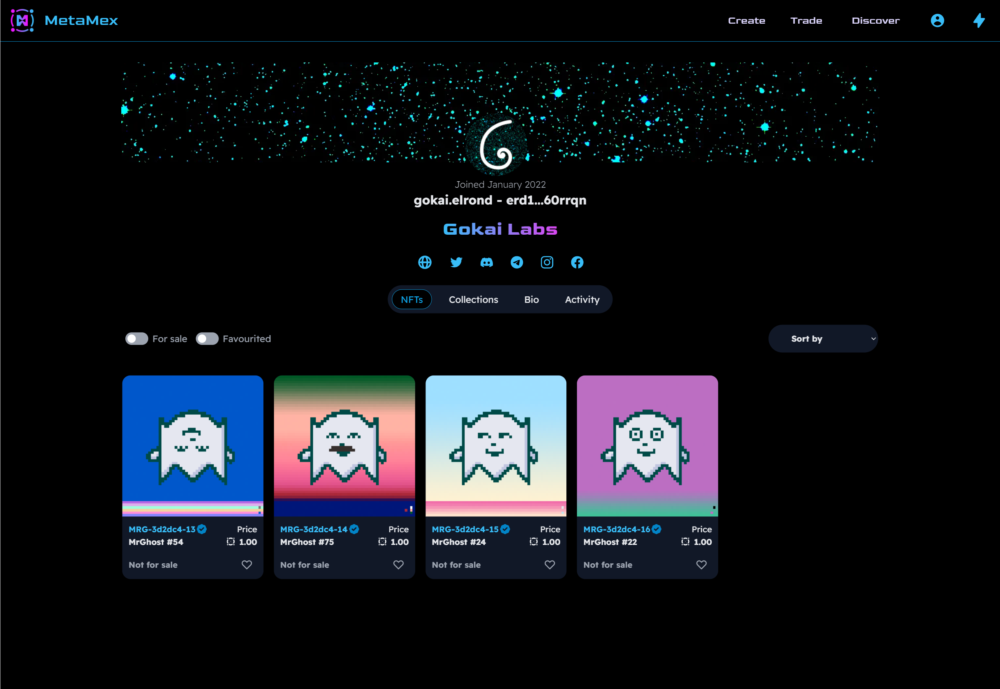 MetaMex
Create Trade Discover
Joined January 2022
gokai.elrond - erd1...60rrqn
Gokai Labs
NFTs Collections Bio Activity
For sale Favourited Sort by
MRG-3d2dc4-13 Price
MrGhost #54 1.00
Not for sale
MRG-3d2dc4-14 Price
MrGhost #75 1.00
Not for sale
MRG-3d2dc4-15 Price
MrGhost #24 1.00
Not for sale
MRG-3d2dc4-16 Price
MrGhost #22 1.00
Not for sale